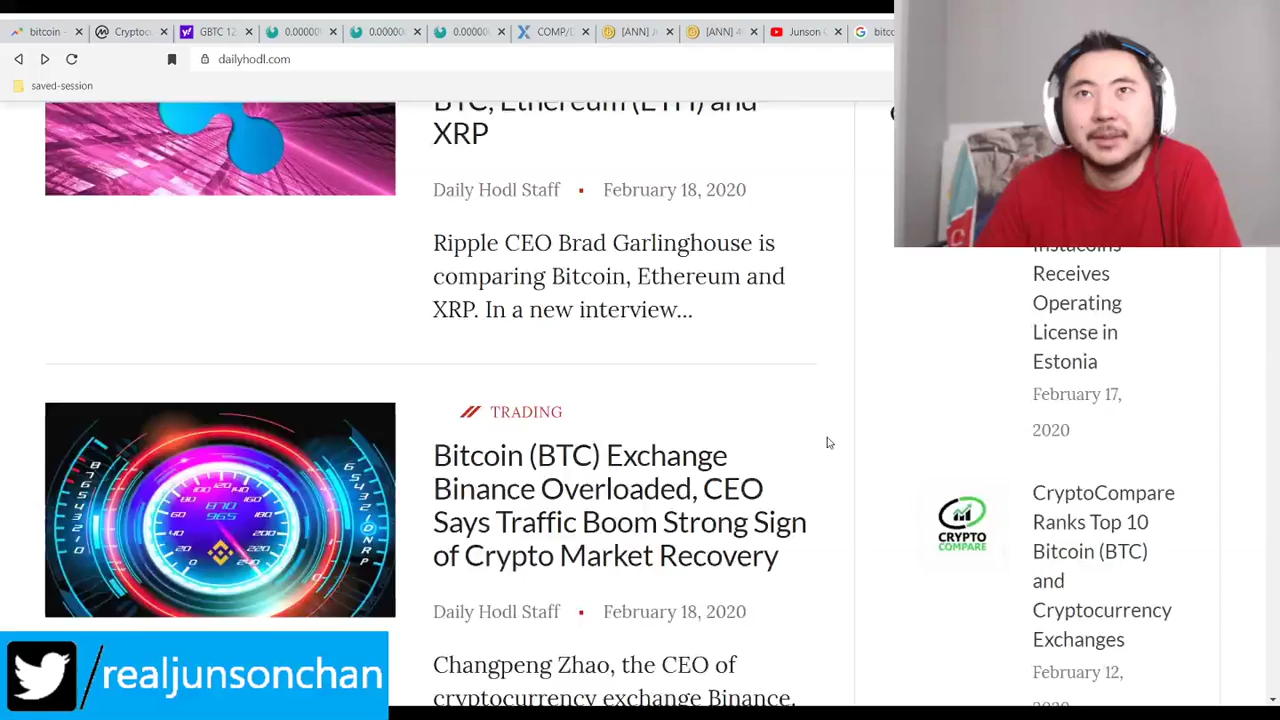 bitcoin
Cryptoc
GBTC 12.
0.00000
0.00000
0.00000
COMP/
[ANN]
[ANN] 4
Junson C
bitc
dailyhodl.com
saved-session
BTC, Ethereum (ETH) and
XRP
Daily Hodl Staff ▪ February 18, 2020
Ripple CEO Brad Garlinghouse is
comparing Bitcoin, Ethereum and
XRP. In a new interview...
TRADING
Bitcoin (BTC) Exchange
Binance Overloaded, CEO
Says Traffic Boom Strong Sign
of Crypto Market Recovery
Daily Hodl Staff ▪ February 18, 2020
Changpeng Zhao, the CEO of
cryptocurrency exchange Binance,
Instacoins
Receives
Operating
License in
Estonia
February 17,
2020
CRYPTO
COMPARE
CryptoCompare
Ranks Top 10
Bitcoin (BTC)
and
Cryptocurrency
Exchanges
February 12,
2020
/realjunsonchan